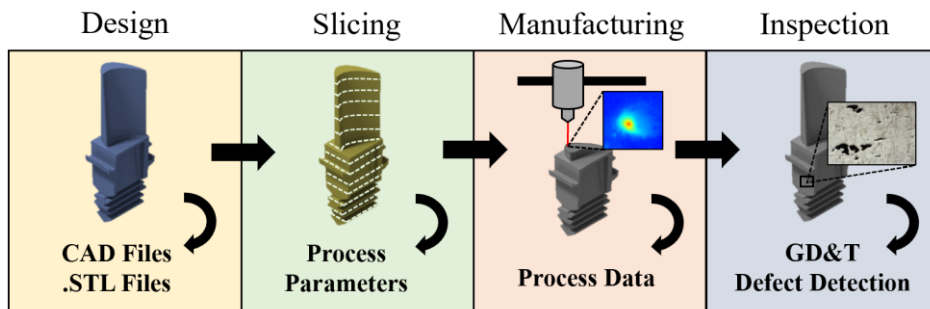 Design
Slicing
Manufacturing
Inspection
CAD Files
.STL Files
Process
Parameters
Process Data
GD&T
Defect Detection